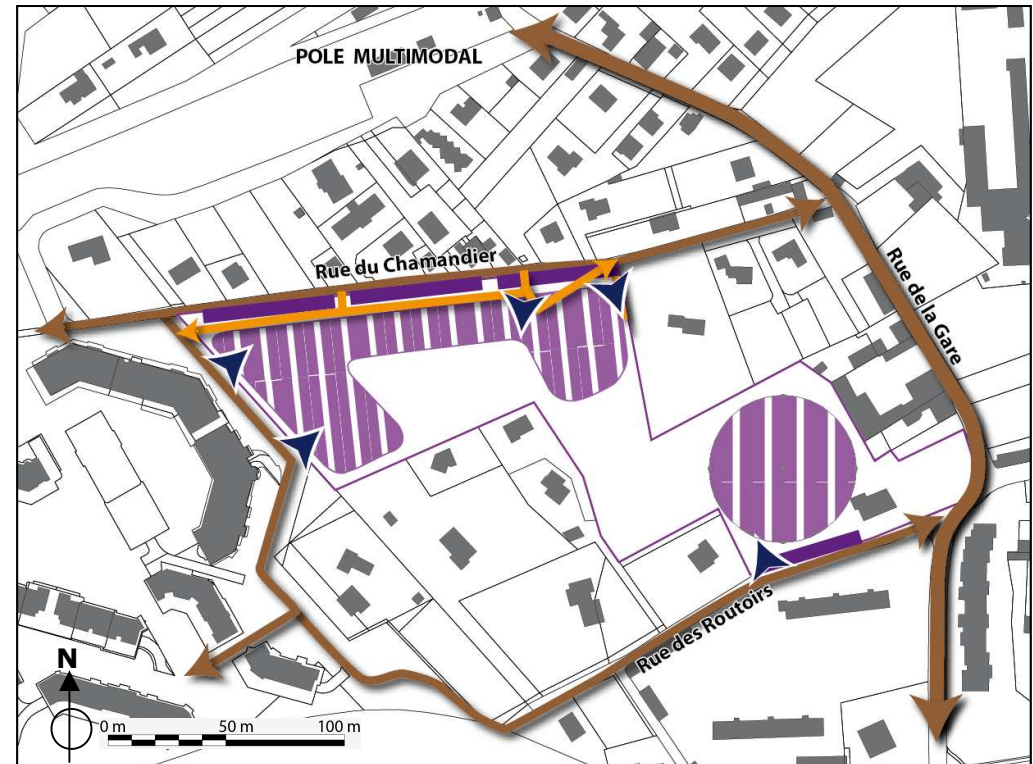 POLE MULTIMODAL
Rue du Chamandier
Rue de la Gare
Rue des Routoirs
N
0 m 50 m 100 m